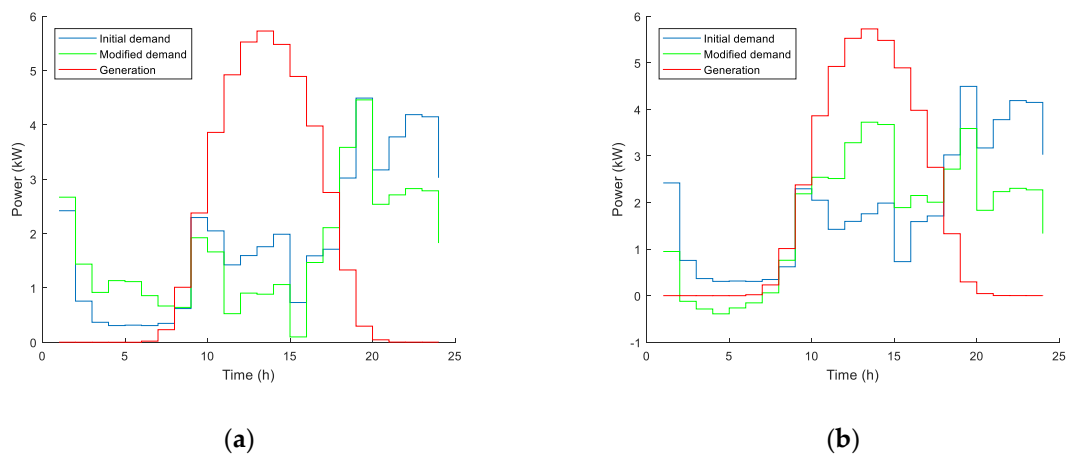 6
Initial demand
Modified demand
Generation
5
4
3
2
1
0
Power (kW)
0 5 10 15 20 25
Time (h)
(a)
6
Initial demand
Modified demand
Generation
5
4
3
2
1
0
-1
Power (kW)
0 5 10 15 20 25
Time (h)
(b)